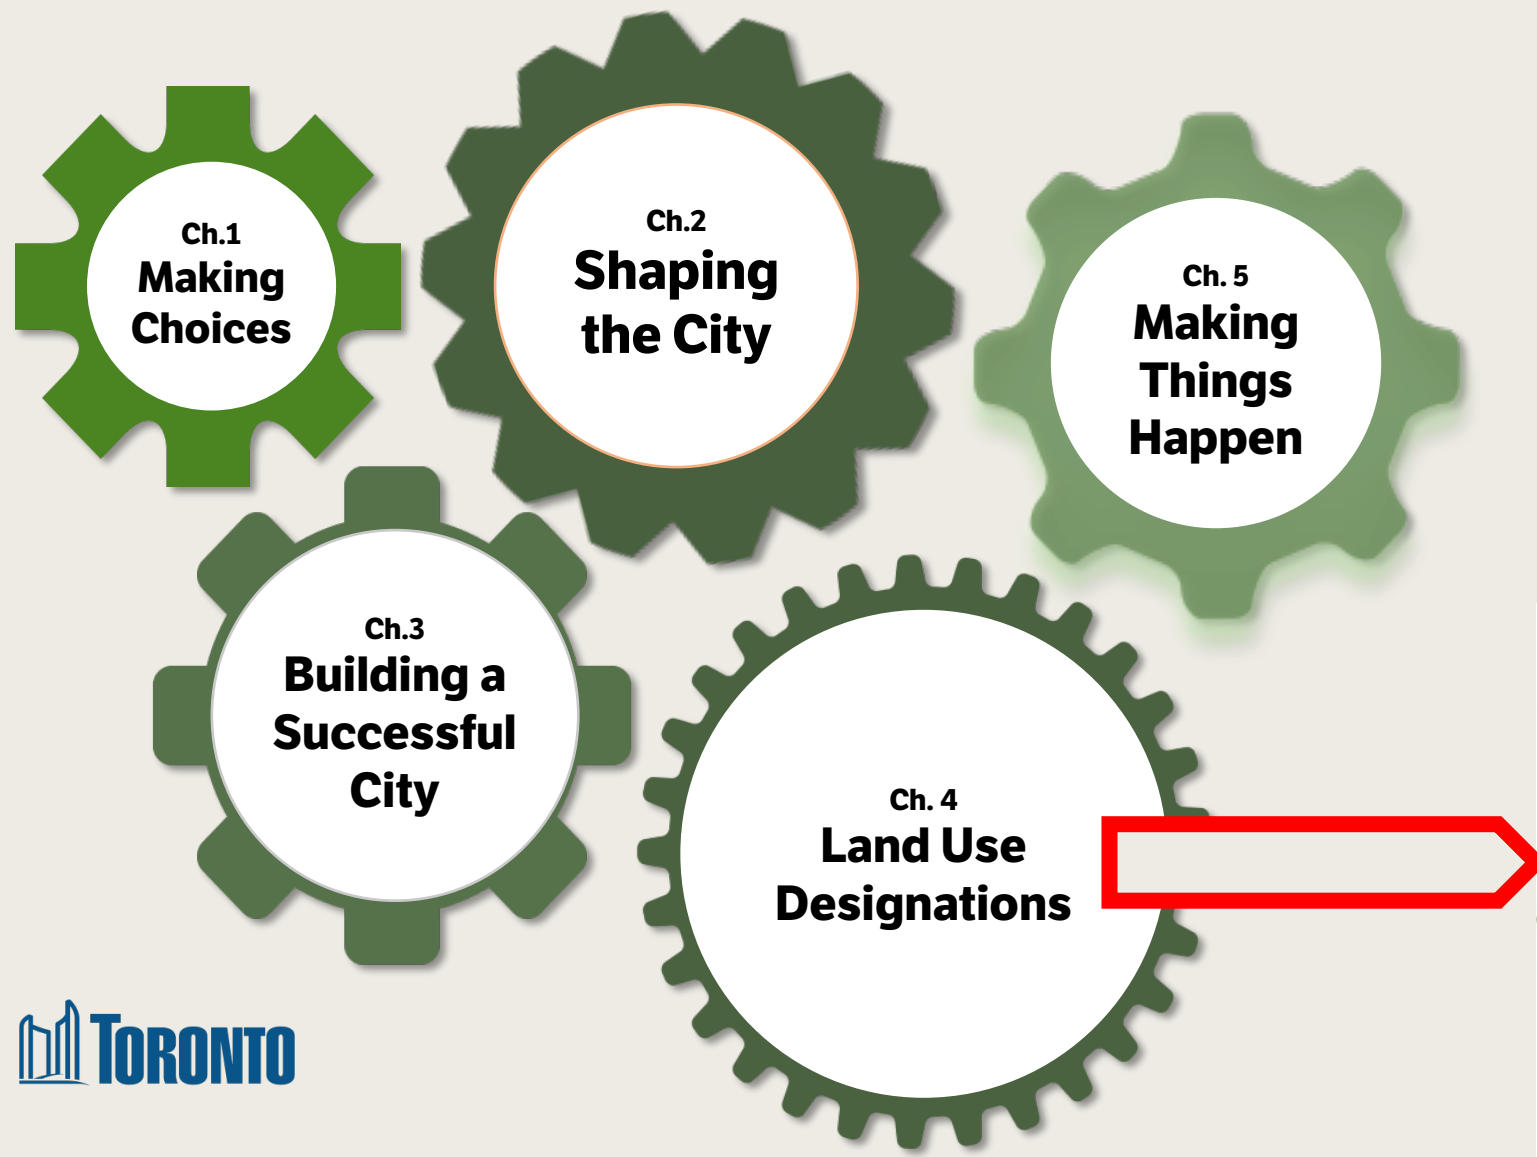 Ch.1
Making
Choices
Ch.2
Shaping
the City
Ch. 5
Making
Things
Happen
Ch.3
Building a
Successful
City
Ch. 4
Land Use
Designations
TORONTO